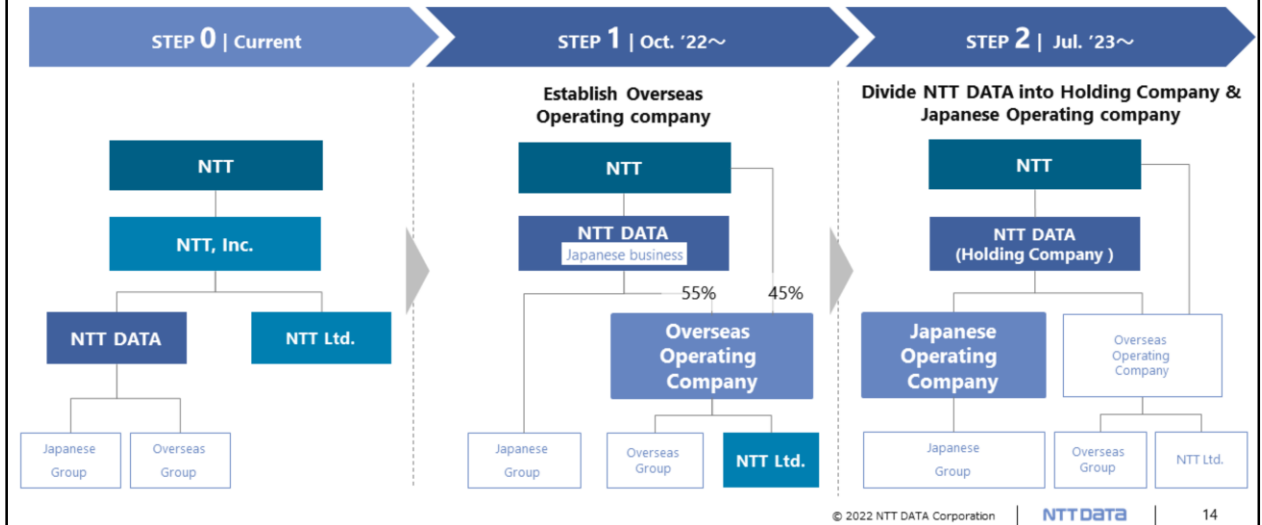 STEP 0 | Current
STEP 1 | Oct. ’22～
STEP 2 | Jul. ’23～
NTT
NTT, Inc.
NTT DATA
NTT Ltd.
Japanese
Group
Overseas
Group
Establish Overseas
Operating company
NTT
NTT DATA
Japanese business
55%
45%
Overseas
Operating
Company
Japanese
Group
Overseas
Group
NTT Ltd.
Divide NTT DATA into Holding Company &
Japanese Operating company
NTT
NTT DATA
(Holding Company )
Japanese
Operating
Company
Overseas
Operating
Company
Japanese
Group
Overseas
Group
NTT Ltd.
© 2022 NTT DATA Corporation
NTT DATA
14